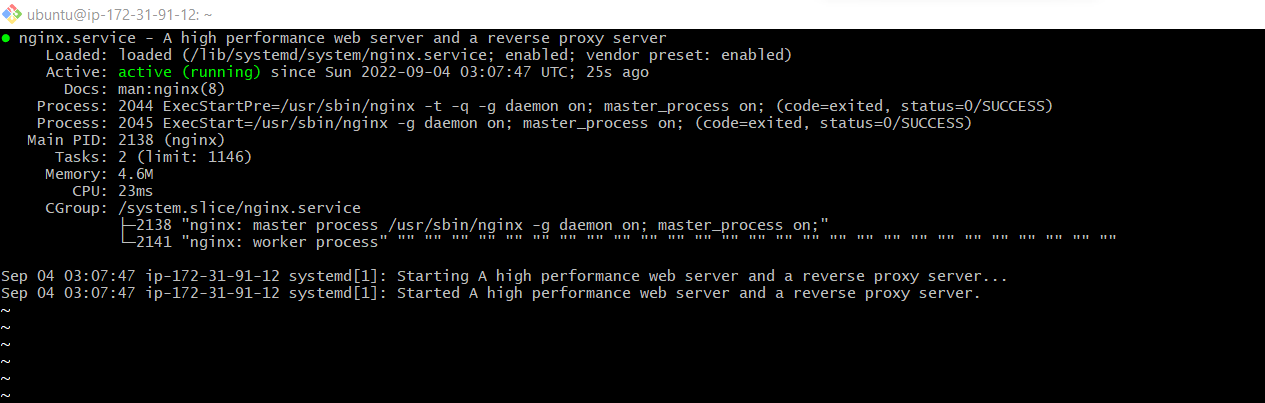 ubuntu@ip-172-31-91-12: ~
● nginx.service - A high performance web server and a reverse proxy server
Loaded: loaded (/lib/systemd/system/nginx.service; enabled; vendor preset: enabled)
Active: active (running) since Sun 2022-09-04 03:07:47 UTC; 25s ago
Docs: man:nginx(8)
Process: 2044 ExecStartPre=/usr/sbin/nginx -t -q -g daemon on; master_process on; (code=exited, status=0/SUCCESS)
Process: 2045 ExecStart=/usr/sbin/nginx -g daemon on; master_process on; (code=exited, status=0/SUCCESS)
Main PID: 2138 (nginx)
Tasks: 2 (limit: 1146)
Memory: 4.6M
CPU: 23ms
CGroup: /system.slice/nginx.service
├─2138 "nginx: master process /usr/sbin/nginx -g daemon on; master_process on;"
└─2141 "nginx: worker process" "" "" "" "" "" "" "" "" "" "" "" "" "" "" "" "" "" "" "" "" "" "" "" "" "" "" ""
Sep 04 03:07:47 ip-172-31-91-12 systemd[1]: Starting A high performance web server and a reverse proxy server...
Sep 04 03:07:47 ip-172-31-91-12 systemd[1]: Started A high performance web server and a reverse proxy server.
~
~
~
~
~
~